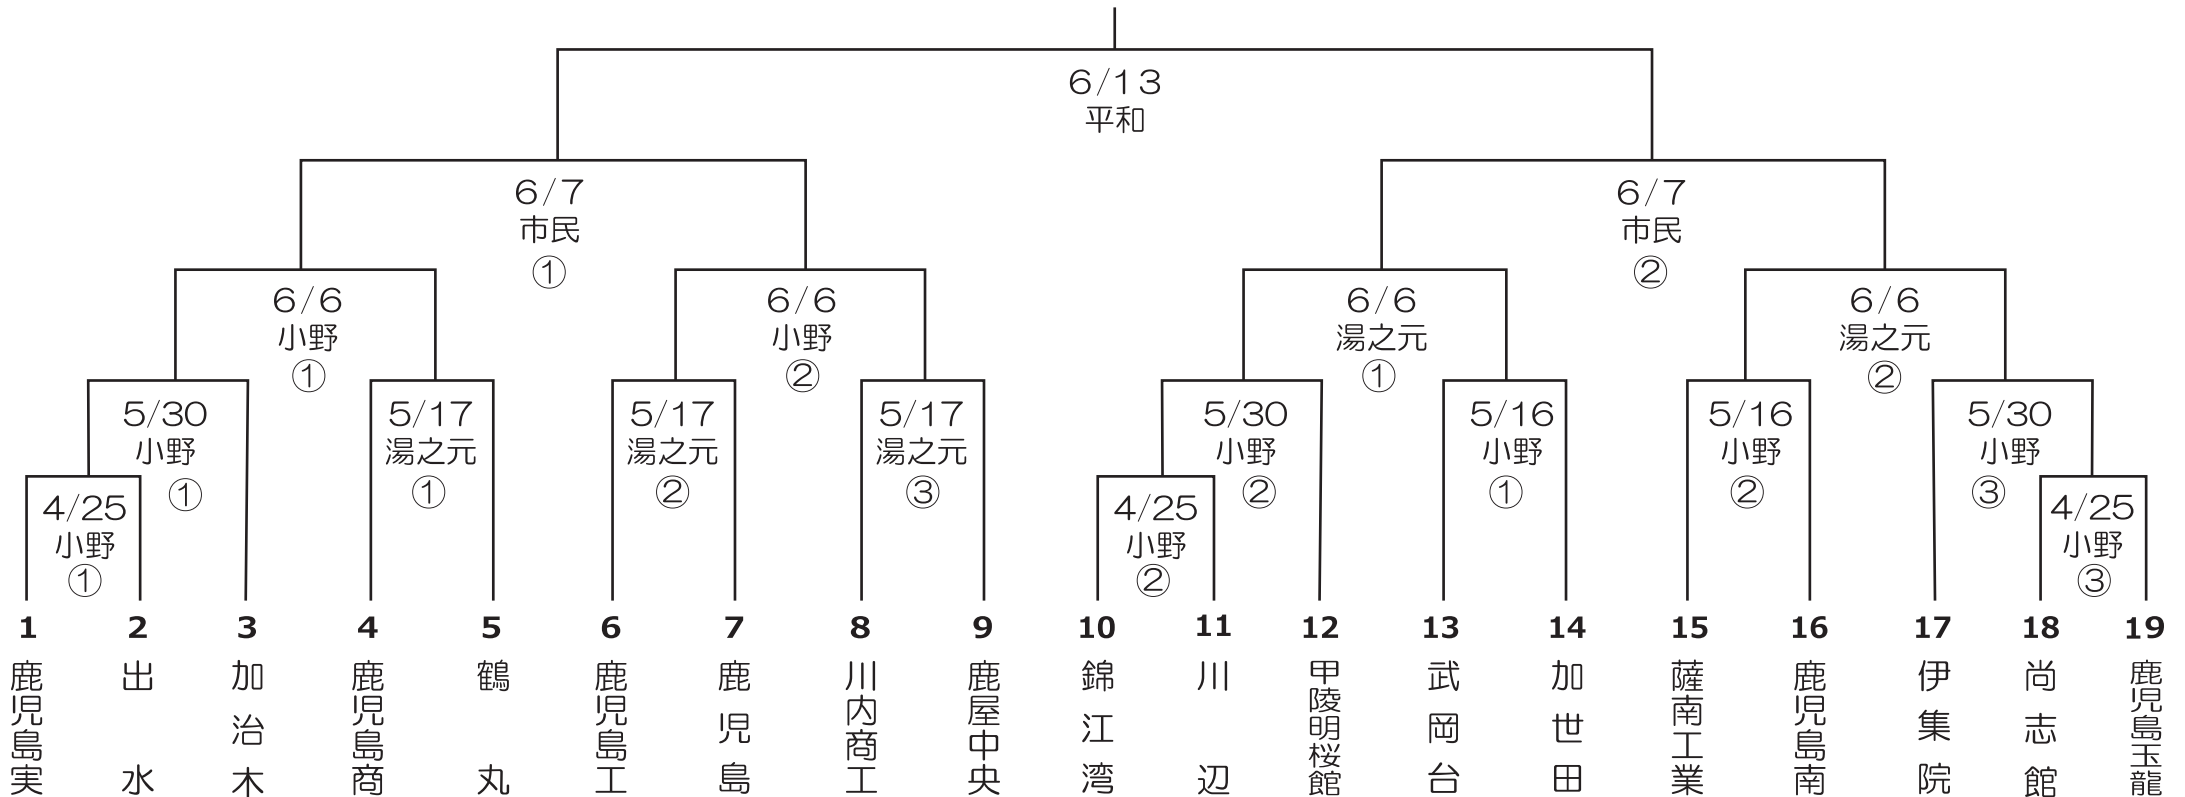 6/13
平和
6/7
市民
①
6/7
市民
②
6/6
小野
①
6/6
小野
②
6/6
湯之元
①
6/6
湯之元
②
5/30
小野
①
5/17
湯之元
①
5/17
湯之元
②
5/17
湯之元
③
5/30
小野
②
5/16
小野
①
5/16
小野
②
5/30
小野
③
4/25
小野
①
4/25
小野
②
4/25
小野
③
1
鹿児島実
2
出水
3
加治木
4
鹿児島商
5
鶴丸
6
鹿児島工
7
鹿児島
8
川内商工
9
鹿屋中央
10
錦江湾
11
川辺
12
甲陵明桜館
13
武岡台
14
加世田
15
薩南工業
16
鹿児島南
17
伊集院
18
尚志館
19
鹿児島玉龍